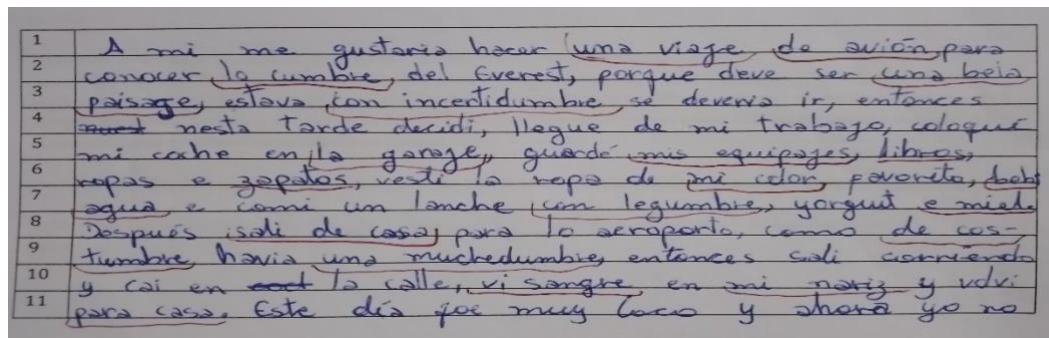 1 A mi me gustaria hacer una viage de avión para
2 conocer la cumbre del Everest, porque deve ser una bela
3 paisage, estava con incertidumbre se deveria ir, entonces
4 nesta tarde decidi, llegue de mi trabajo, coloqué
5 mi coche en la garage, guardé mis equipages, libros,
6 ropas e zapatos, vesti la ropa de mi color favorito, bebi
7 agua e comi un lanche con legumbre, yorgut e miel.
8 Después sali de casa para lo aeroporto, como de cos-
9 tumbre havia una muchedumbre, entonces sali corriendo
10 y cai en la calle, vi sangre en mi nariz y volvi
11 para casa. Este día foe muy loco y ahora yo no